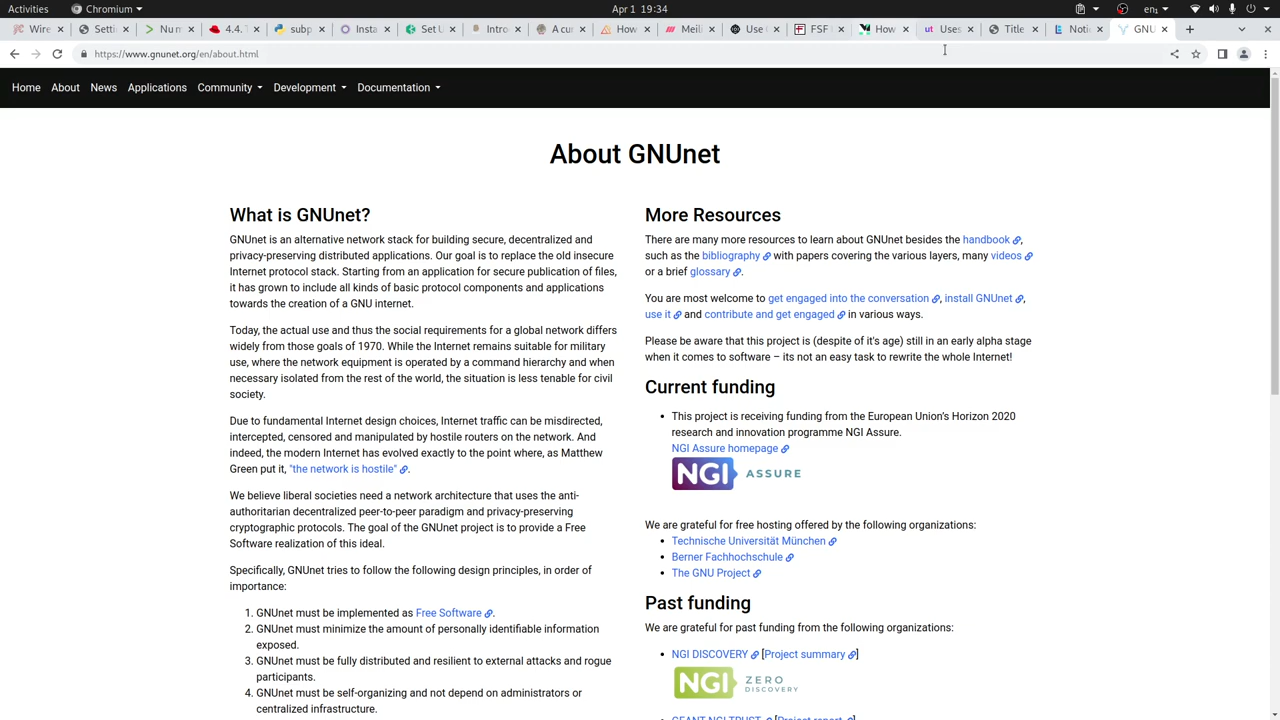 Activities
Chromium
Apr 1 19:34
en
Wire
Setti
Num
4.4.
subp
Insta
Set U
Intro
A cu
How
Meili
Use
FSF
How
Uses
Title
Notic
GNU
https://www.gnunet.org/en/about.html
Home
About
News
Applications
Community
Development
Documentation
About GNUnet
What is GNUnet?
GNUnet is an alternative network stack for building secure, decentralized and
privacy-preserving distributed applications. Our goal is to replace the old insecure
Internet protocol stack. Starting from an application for secure publication of files,
it has grown to include all kinds of basic protocol components and applications
towards the creation of a GNU internet.
Today, the actual use and thus the social requirements for a global network differs
widely from those goals of 1970. While the Internet remains suitable for military
use, where the network equipment is operated by a command hierarchy and when
necessary isolated from the rest of the world, the situation is less tenable for civil
society.
Due to fundamental Internet design choices, Internet traffic can be misdirected,
intercepted, censored and manipulated by hostile routers on the network. And
indeed, the modern Internet has evolved exactly to the point where, as Matthew
Green put it, "the network is hostile".
We believe liberal societies need a network architecture that uses the anti-
authoritarian decentralized peer-to-peer paradigm and privacy-preserving
cryptographic protocols. The goal of the GNUnet project is to provide a Free
Software realization of this ideal.
Specifically, GNUnet tries to follow the following design principles, in order of
importance:
1. GNUnet must be implemented as Free Software.
2. GNUnet must minimize the amount of personally identifiable information
exposed.
3. GNUnet must be fully distributed and resilient to external attacks and rogue
participants.
4. GNUnet must be self-organizing and not depend on administrators or
centralized infrastructure.
More Resources
There are many more resources to learn about GNUnet besides the handbook,
such as the bibliography with papers covering the various layers, many videos
or a brief glossary.
You are most welcome to get engaged into the conversation, install GNUnet,
use it and contribute and get engaged in various ways.
Please be aware that this project is (despite of it's age) still in an early alpha stage
when it comes to software – its not an easy task to rewrite the whole Internet!
Current funding
• This project is receiving funding from the European Union's Horizon 2020
research and innovation programme NGI Assure.
NGI Assure homepage
NGI ASSURE
We are grateful for free hosting offered by the following organizations:
• Technische Universität München
• Berner Fachhochschule
• The GNU Project
Past funding
We are grateful for past funding from the following organizations:
• NGI DISCOVERY [Project summary]
NGI ZERO
DISCOVERY
• GEANT NGI TRUST [Project report]